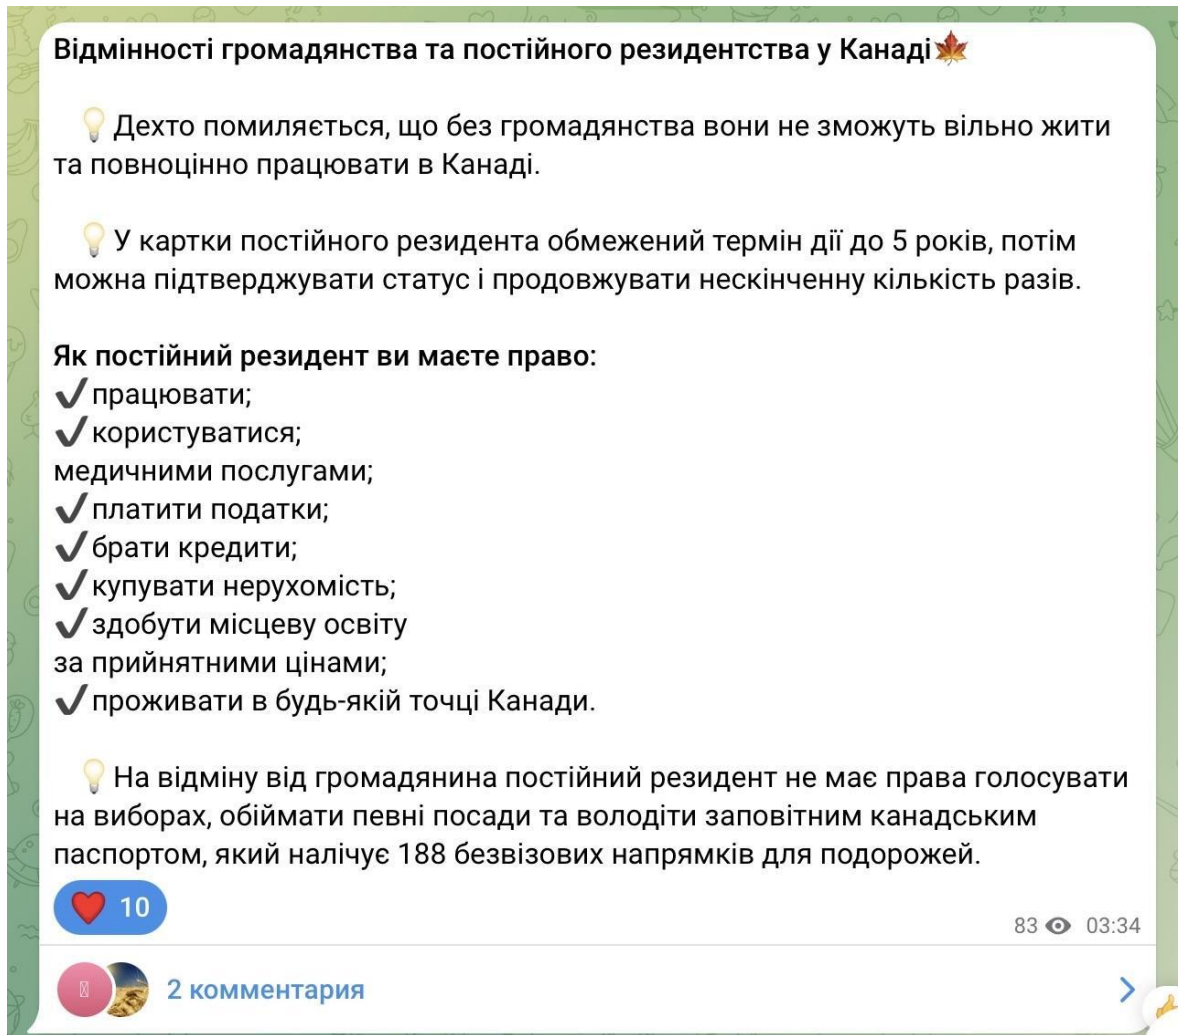 Відмінності громадянства та постійного резидентства у Канаді🍁
💡Дехто помиляється, що без громадянства вони не зможуть вільно жити
та повноцінно працювати в Канаді.
💡У картки постійного резидента обмежений термін дії до 5 років, потім
можна підтверджувати статус і продовжувати нескінченну кількість разів.
Як постійний резидент ви маєте право:
✔працювати;
✔користуватися;
медичними послугами;
✔платити податки;
✔брати кредити;
✔купувати нерухомість;
✔здобути місцеву освіту
за прийнятними цінами;
✔проживати в будь-якій точці Канади.
💡На відміну від громадянина постійний резидент не має права голосувати
на виборах, обіймати певні посади та володіти заповітним канадським
паспортом, який налічує 188 безвізових напрямків для подорожей.
❤ 10
83 03:34
2 комментария